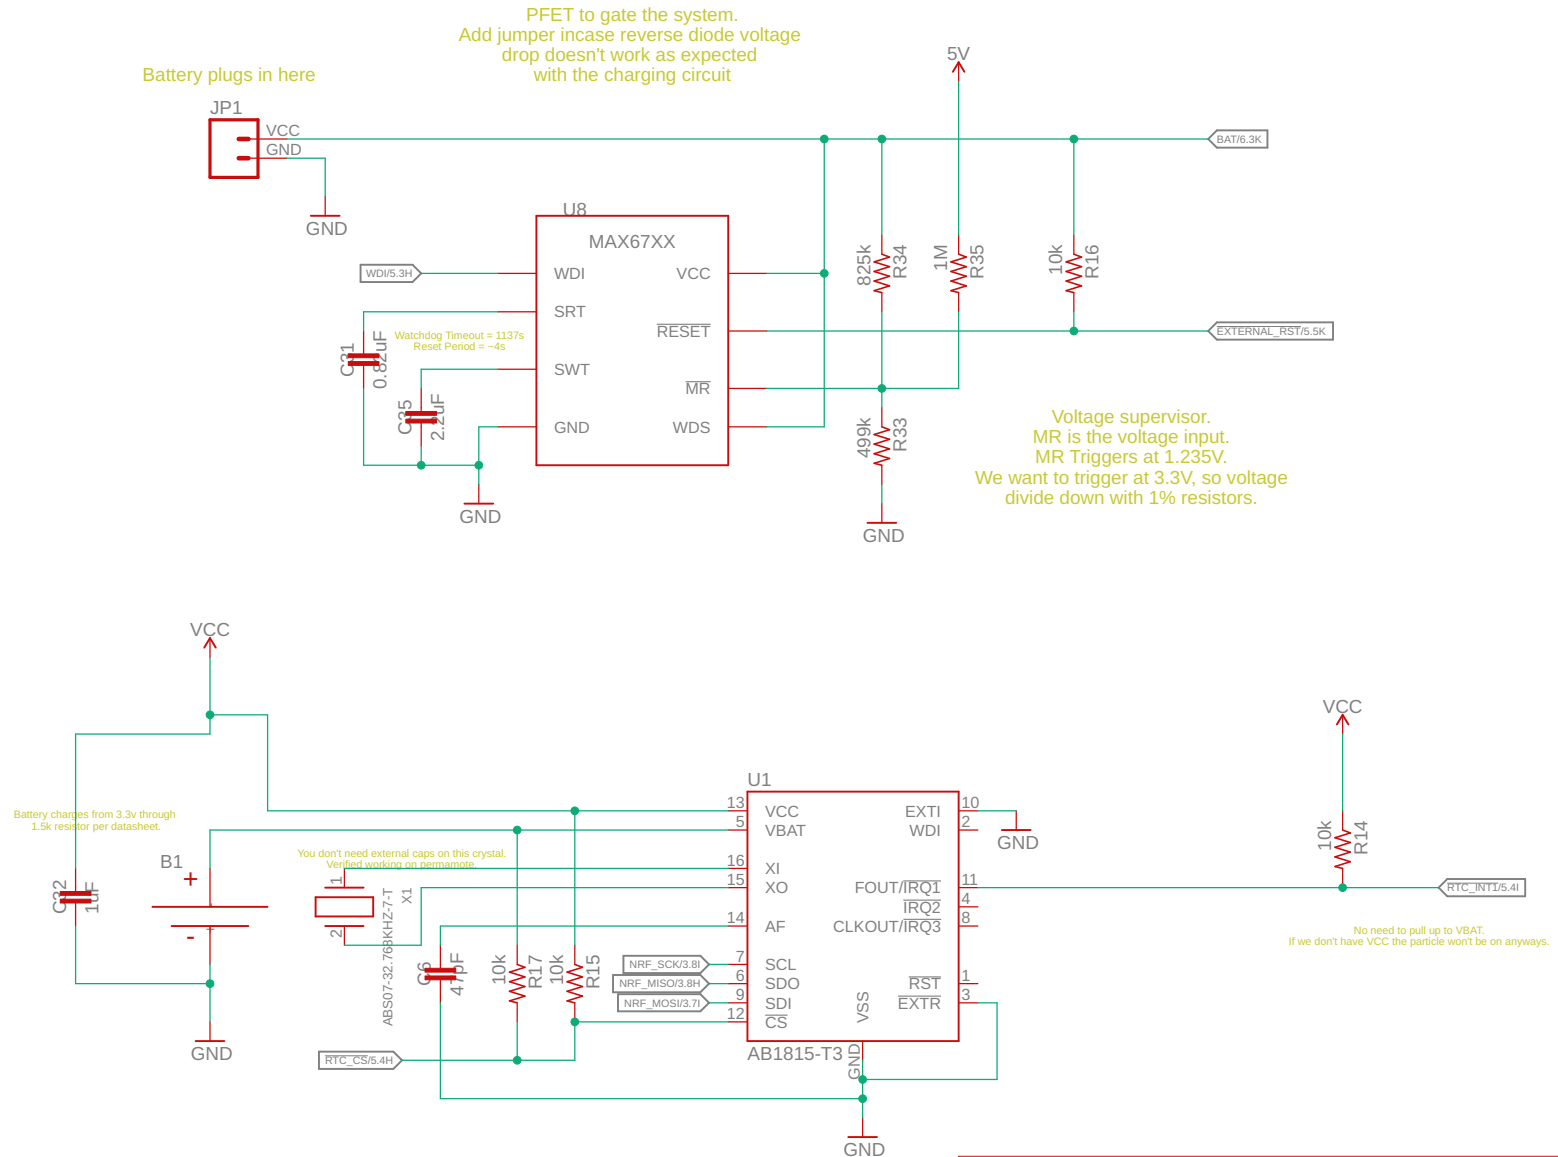 PFET to gate the system.
Add jumper incase reverse diode voltage
drop doesn't work as expected
with the charging circuit
Battery plugs in here
5V
JP1
VCC
GND
GND
BAT/6.3K
U8
MAX67XX
WDI/5.3H
WDI
SRT
SWT
GND
VCC
RESET
MR
WDS
Watchdog Timeout = 1137s
Reset Period = ~4s
C31
0.82uF
C35
2.2uF
GND
825k
R34
1M
R35
10k
R16
EXTERNAL_RST/5.5K
499k
R33
GND
Voltage supervisor.
MR is the voltage input.
MR Triggers at 1.235V.
We want to trigger at 3.3V, so voltage
divide down with 1% resistors.
VCC
Battery charges from 3.3v through
1.5k resistor per datasheet.
B1
+
-
C32
1uF
GND
You don't need external caps on this crystal.
Verified working on permamote.
1
2
X1
ABS07-32.768KHZ-7-T
C6
47pF
10k
R17
10k
R15
NRF_SCK/3.8I
NRF_MISO/3.8H
NRF_MOSI/3.7I
RTC_CS/5.4H
U1
13
5
16
15
14
7
6
9
12
VCC
VBAT
XI
XO
AF
SCL
SDO
SDI
CS
EXTI
WDI
FOUT/IRQ1
IRQ2
CLKOUT/IRQ3
RST
EXTR
VSS
10
2
11
4
8
1
3
AB1815-T3
GND
GND
GND
VCC
10k
R14
RTC_INT1/5.4I
No need to pull up to VBAT.
If we don't have VCC the particle won't be on anyways.